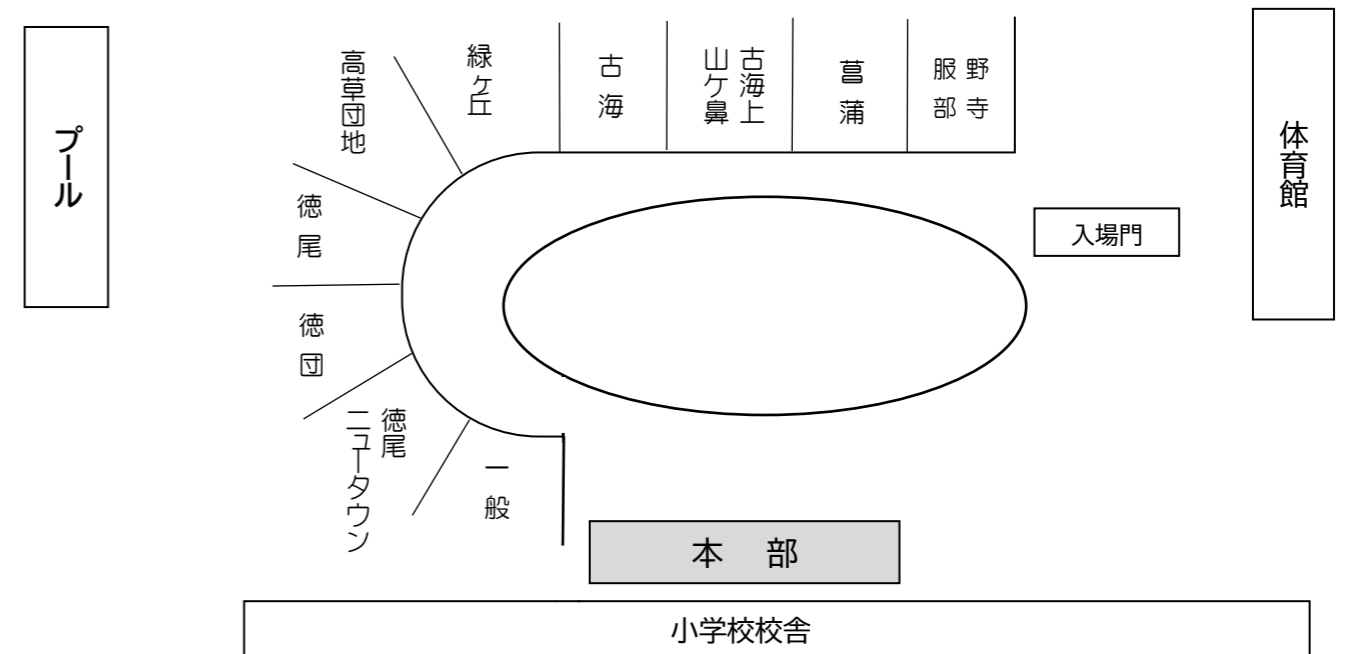 プール
高草団地
緑ヶ丘
古海
古海上
山ケ鼻
菖蒲
野寺
服部
体育館
入場門
徳尾
徳団
徳尾
ニュータウン
一般
本部
小学校校舎